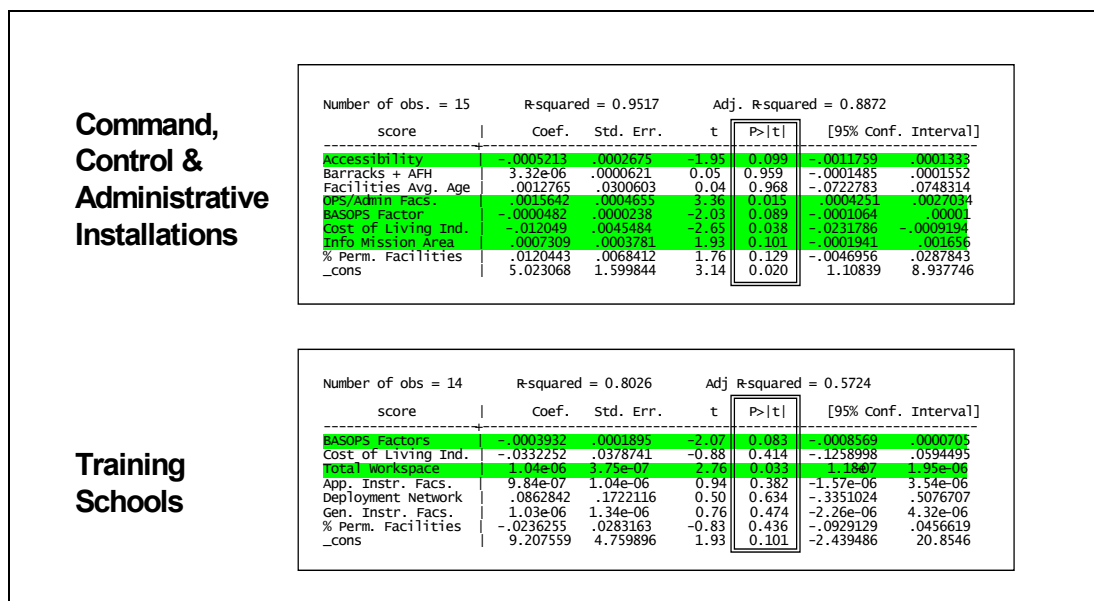 Command,
Control &
Administrative
Installations
Number of obs. = 15 R-squared = 0.9517 Adj. R-squared = 0.8872
score | Coef. Std. Err. t P>|t| [95% Conf. Interval]
---------------------+---------------------------------------------------------
Accessibility | -.0005213 .0002675 -1.95 0.099 -.0011759 .0001333
Barracks + AFH | 3.32e-06 .0000621 0.05 0.959 -.0001485 .0001552
Facilities Avg. Age | .0012765 .0300603 0.04 0.968 -.0722783 .0748314
OPS/Admin Facs. | .0015642 .0004655 3.36 0.015 .0004251 .0027034
BASOPS Factor | -.0000482 .0000238 -2.03 0.089 -.0001064 .00001
Cost of Living Ind. | -.012049 .0045484 -2.65 0.038 -.0231786 -.0009194
Info Mission Area | .0007309 .0003781 1.93 0.101 -.0001941 .001656
% Perm. Facilities | .0120443 .0068412 1.76 0.129 -.0046956 .0287843
_cons | 5.023068 1.599844 3.14 0.020 1.10839 8.937746
Training
Schools
Number of obs = 14 R-squared = 0.8026 Adj R-squared = 0.5724
score | Coef. Std. Err. t P>|t| [95% Conf. Interval]
---------------------+---------------------------------------------------------
BASOPS Factors | -.0003932 .0001895 -2.07 0.083 -.0008569 .0000705
Cost of Living Ind. | -.0332252 .0378741 -0.88 0.414 -.1258998 .0594495
Total Workspace | 1.04e-06 3.75e-07 2.76 0.033 1.18e-07 1.95e-06
App. Instr. Facs. | 9.84e-07 1.04e-06 0.94 0.382 -1.57e-06 3.54e-06
Deployment Network | .0862842 .1722116 0.50 0.634 -.3351024 .5076707
Gen. Instr. Facs. | 1.03e-06 1.34e-06 0.76 0.474 -2.26e-06 4.32e-06
% Perm. Facilities | -.0236255 .0283163 -0.83 0.436 -.0929129 .0456619
_cons | 9.207559 4.759896 1.93 0.101 -2.439486 20.8546